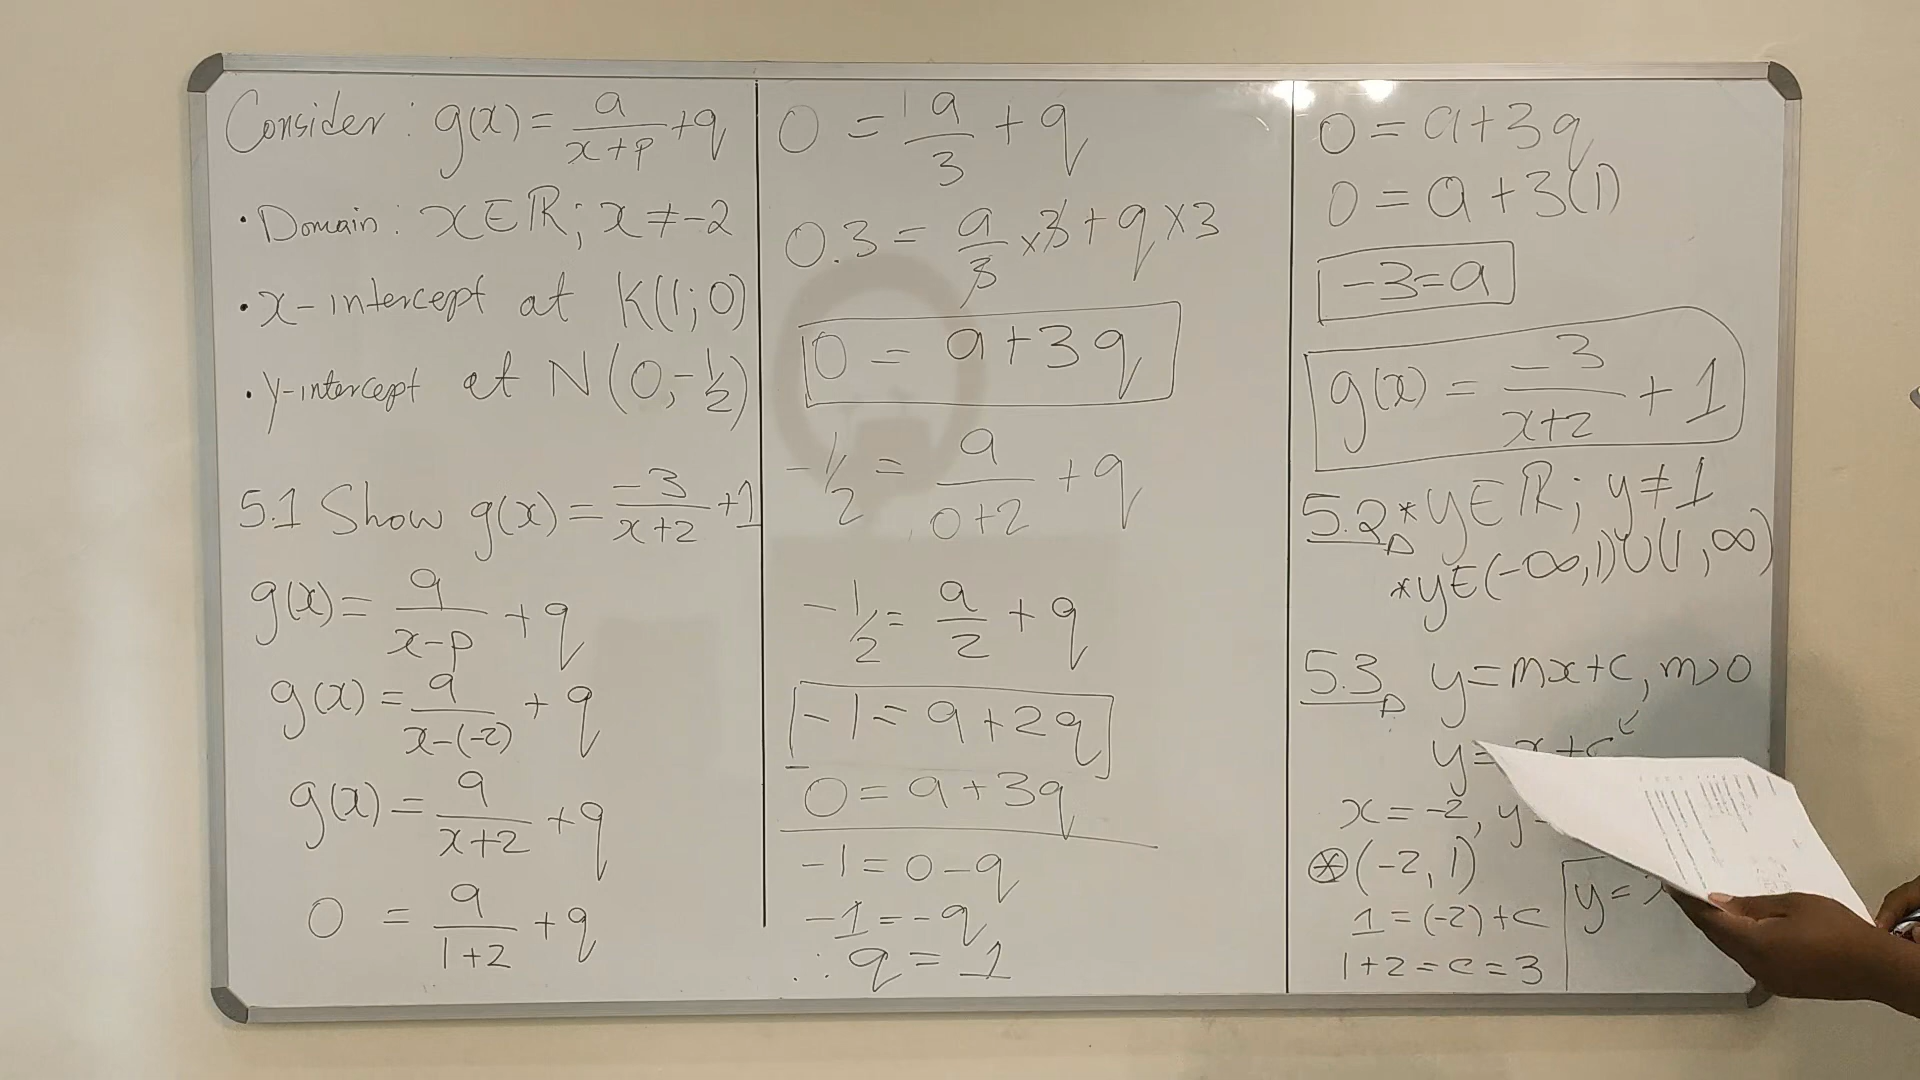 Consider : g(x) = a/(x+p) + q
· Domain : x∈ℝ; x ≠ -2
· x-intercept at K(1;0)
· y-intercept at N(0;-1/2)
5.1 Show g(x) = -3/(x+2) + 1
g(x) = a/(x-p) + q
g(x) = a/(x-(-2)) + q
g(x) = a/(x+2) + q
0 = a/(1+2) + q
0 = a/3 + q
0.3 = a/3 ×3 + q×3
0 = a+3q
-1/2 = a/(0+2) + q
-1/2 = a/2 + q
-1 = a+2q
0 = a+3q
-1 = 0-q
-1 = -q
∴ q = 1
0 = a+3q
0 = a+3(1)
-3 = a
g(x) = -3/(x+2) + 1
5.2 * y∈ℝ; y ≠ 1
* y∈(-∞,1)∪(1,∞)
5.3 y = mx+c, m>0
y = x+c
x = -2, y
⊛ (-2, 1)
1 = (-2)+c
1+2 = c = 3
y =